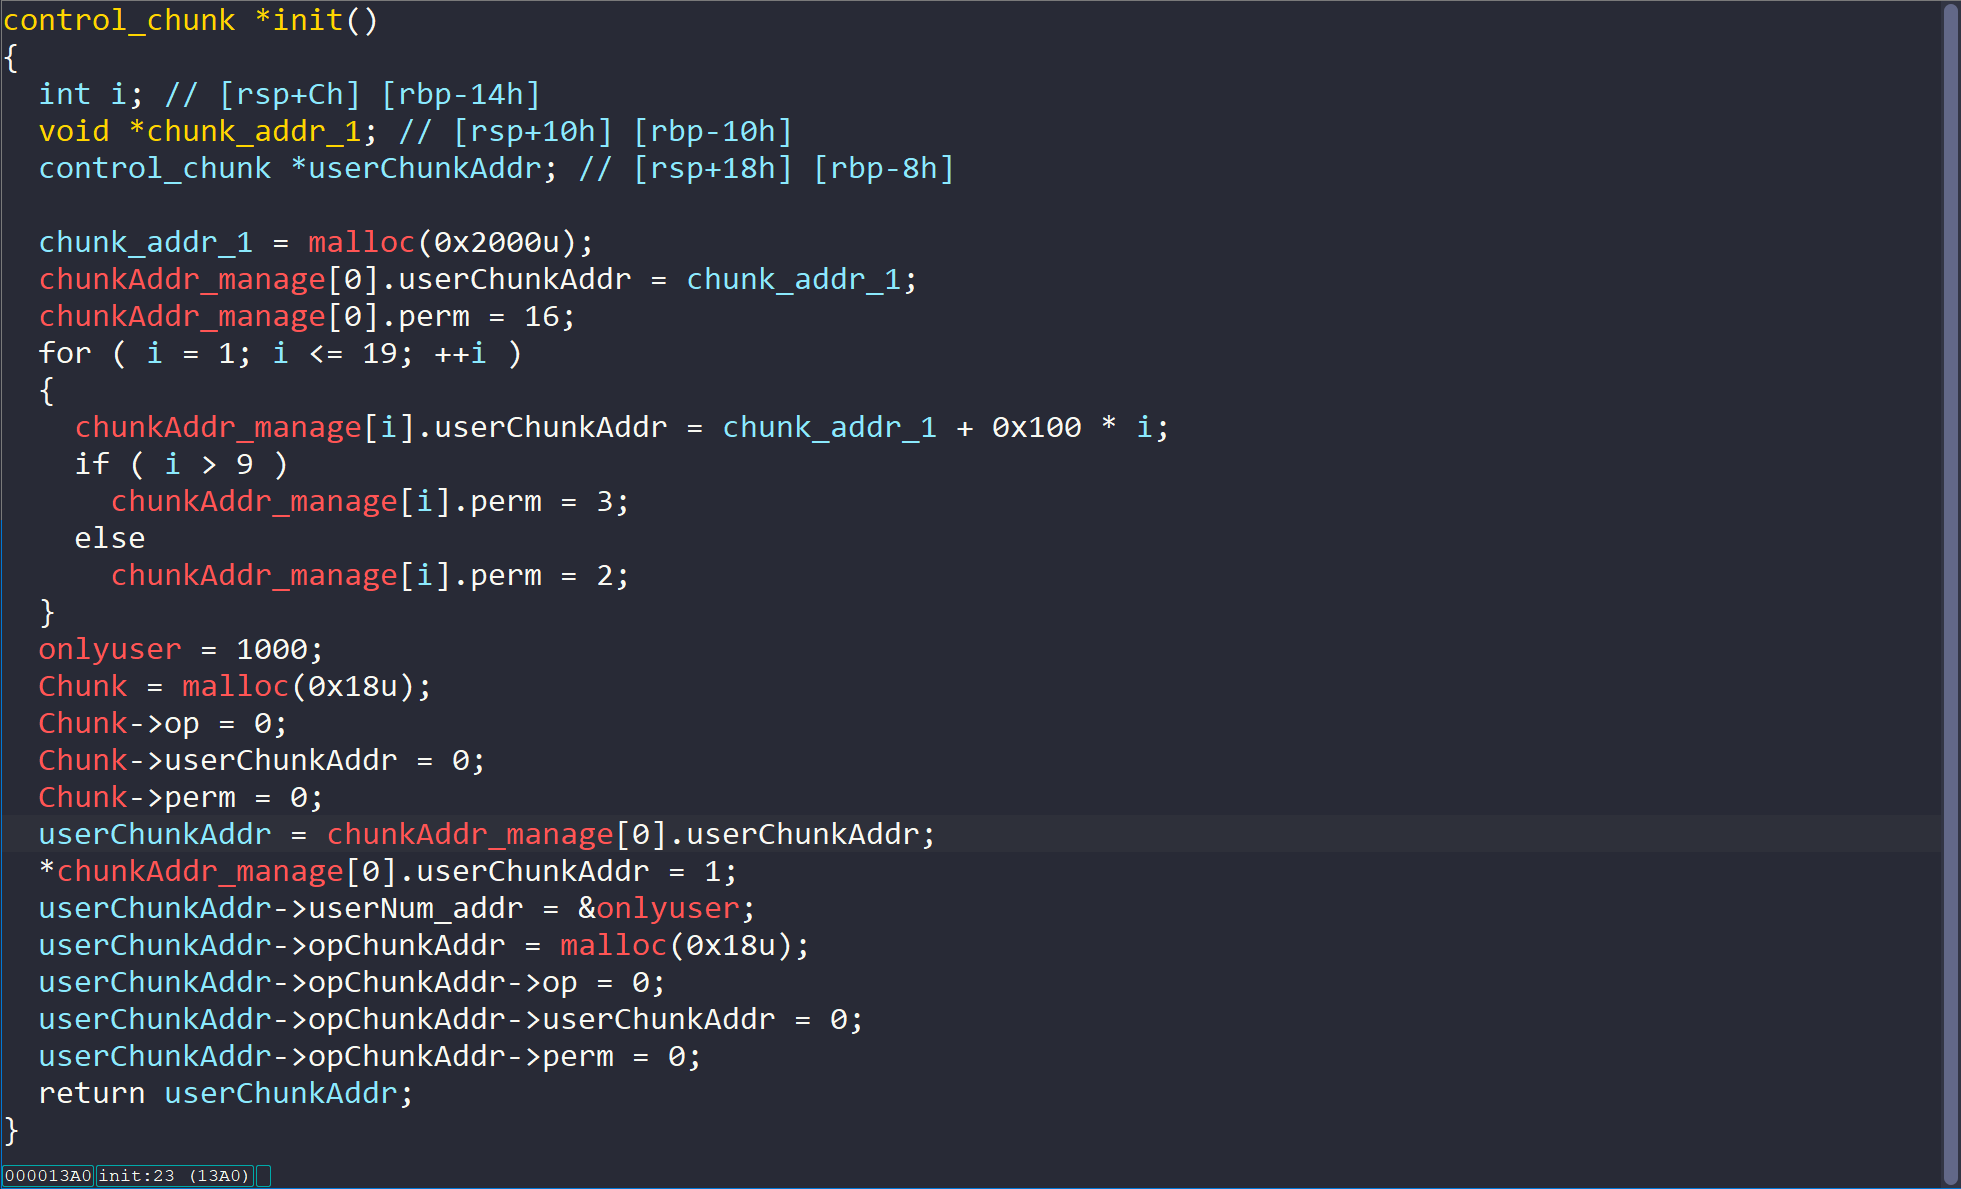 control_chunk *init()
{
  int i; // [rsp+Ch] [rbp-14h]
  void *chunk_addr_1; // [rsp+10h] [rbp-10h]
  control_chunk *userChunkAddr; // [rsp+18h] [rbp-8h]

  chunk_addr_1 = malloc(0x2000u);
  chunkAddr_manage[0].userChunkAddr = chunk_addr_1;
  chunkAddr_manage[0].perm = 16;
  for ( i = 1; i <= 19; ++i )
  {
    chunkAddr_manage[i].userChunkAddr = chunk_addr_1 + 0x100 * i;
    if ( i > 9 )
      chunkAddr_manage[i].perm = 3;
    else
      chunkAddr_manage[i].perm = 2;
  }
  onlyuser = 1000;
  Chunk = malloc(0x18u);
  Chunk->op = 0;
  Chunk->userChunkAddr = 0;
  Chunk->perm = 0;
  userChunkAddr = chunkAddr_manage[0].userChunkAddr;
  *chunkAddr_manage[0].userChunkAddr = 1;
  userChunkAddr->userNum_addr = &onlyuser;
  userChunkAddr->opChunkAddr = malloc(0x18u);
  userChunkAddr->opChunkAddr->op = 0;
  userChunkAddr->opChunkAddr->userChunkAddr = 0;
  userChunkAddr->opChunkAddr->perm = 0;
  return userChunkAddr;
}
000013A0 init:23 (13A0)